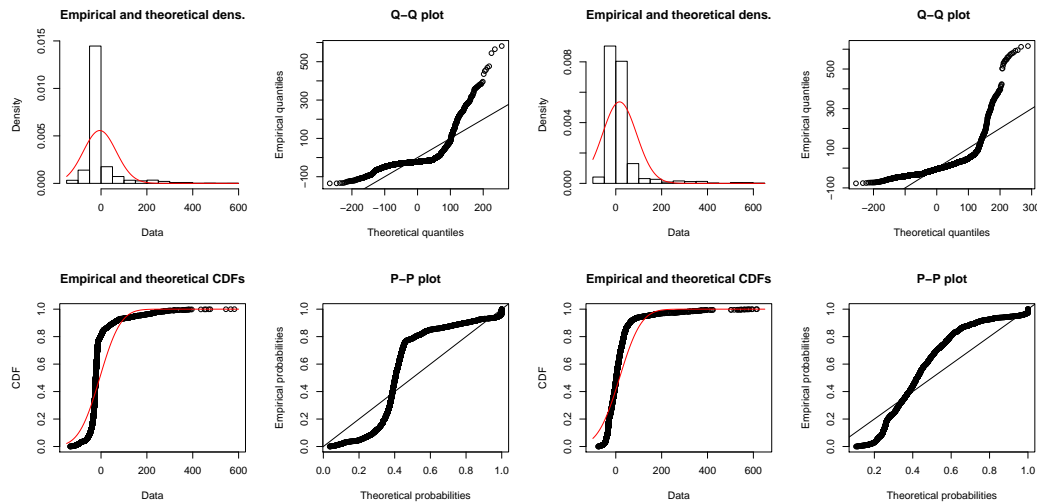 Empirical and theoretical dens.
Density
0.000 0.005 0.010 0.015
0 200 400 600
Data
Q−Q plot
Empirical quantiles
−100 100 300 500
−200 −100 0 100 200
Theoretical quantiles
Empirical and theoretical dens.
Density
0.000 0.004 0.008
0 200 400 600
Data
Q−Q plot
Empirical quantiles
−100 100 300 500
−200 0 100 200 300
Theoretical quantiles
Empirical and theoretical CDFs
CDF
0.0 0.2 0.4 0.6 0.8 1.0
0 200 400 600
Data
P−P plot
Empirical probabilities
0.0 0.2 0.4 0.6 0.8 1.0
0.0 0.2 0.4 0.6 0.8 1.0
Theoretical probabilities
Empirical and theoretical CDFs
CDF
0.0 0.2 0.4 0.6 0.8 1.0
0 200 400 600
Data
P−P plot
Empirical probabilities
0.0 0.2 0.4 0.6 0.8 1.0
0.2 0.4 0.6 0.8 1.0
Theoretical probabilities